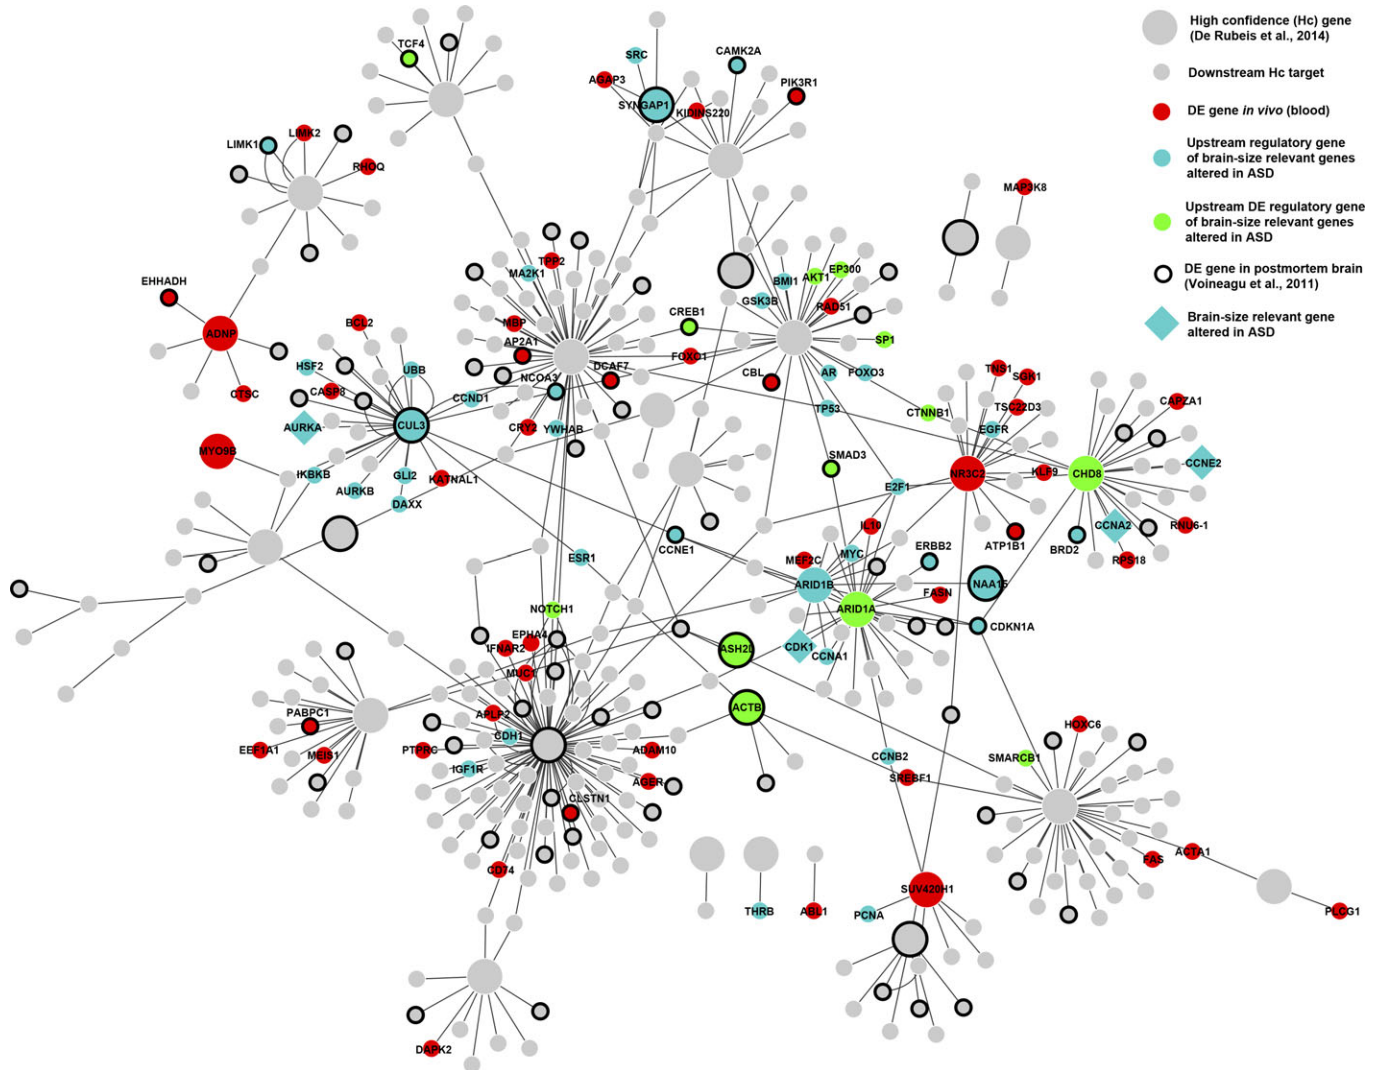 High confidence (Hc) gene
(De Rubeis et al., 2014)
Downstream Hc target
DE gene in vivo (blood)
Upstream regulatory gene
of brain-size relevant genes
altered in ASD
Upstream DE regulatory gene
of brain-size relevant genes
altered in ASD
DE gene in postmortem brain
(Voineagu et al., 2011)
Brain-size relevant gene
altered in ASD
TCF4
SRC
CAMK2A
AGAP3
PIK3R1
SYNGAP1
KIDINS220
LIMK2
LIMK1
RHOQ
MAP3K8
TPP2
MA2K1
BMI1
AKT1
EP300
EHHADH
GSK3B
RAD51
CREB1
ADNP
BCL2
MBP
AP2A1
SP1
FOXO1
HSF2
UBB
DCAF7
CBL
AR
FOXO3
TNS1
SGK1
CTSC
CASP8
NCOA3
CCND1
TP53
CTNNB1
TSC22D3
CAPZA1
AURKA
CUL3
CRY2
YWHAB
EGFR
MYO9B
SMAD3
CCNE2
IKBKB
GLI2
KATNAL1
NR3C2
KLF9
CHD8
AURKB
E2F1
DAXX
IL10
CCNA2
RNU6-1
CCNE1
ATP1B1
BRD2
ESR1
MEF2C
MYC
ERBB2
RPS18
ARID1B
NAA15
FASN
NOTCH1
ARID1A
CDKN1A
EPHA4
IFNAR2
ASH2L
CDK1
CCNA1
MUC1
PABPC1
APLP2
ACTB
HOXC6
CDH1
EEF1A1
MEIS1
PTPRC
ADAM10
CCNB2
SMARCB1
IGF1R
AGER
SREBF1
CLSTN1
ACTA1
FAS
CD74
SUV420H1
THRB
ABL1
PCNA
PLCG1
DAPK2